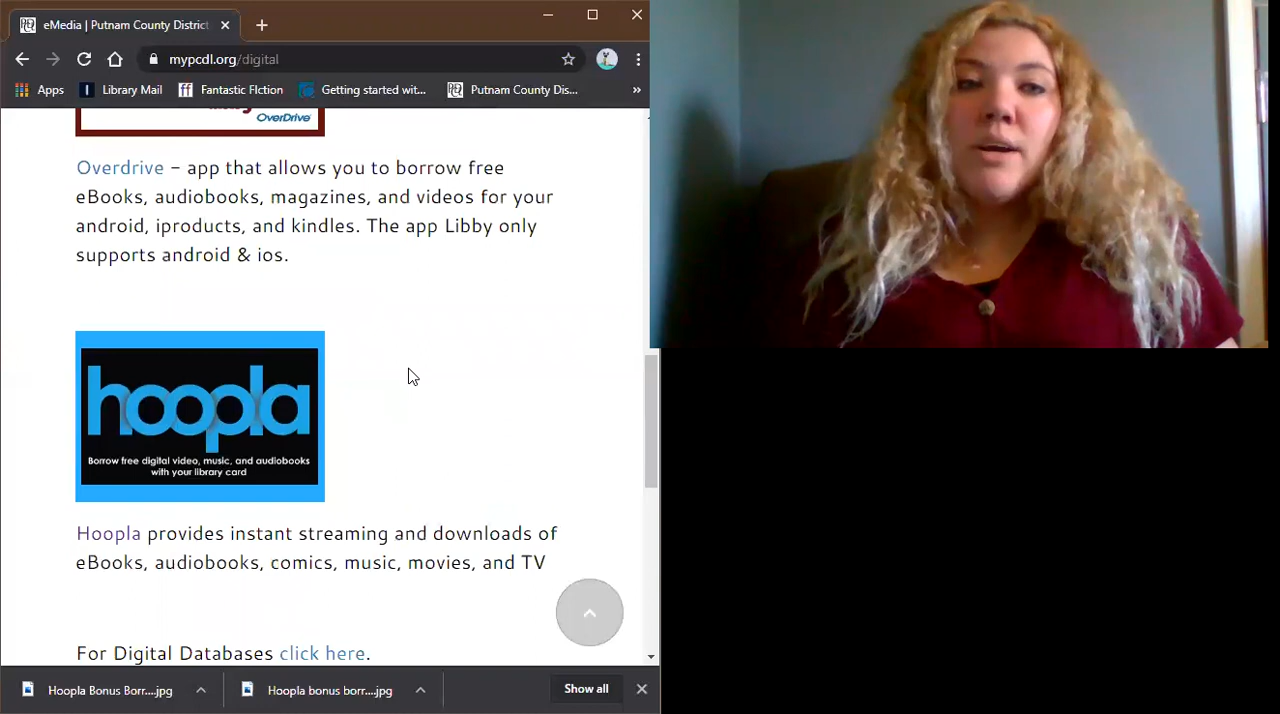 eMedia | Putnam County District
mypcdl.org/digital
Apps
Library Mail
Fantastic FIction
Getting started wit...
Putnam County Dis...
»
OverDrive
Overdrive - app that allows you to borrow free
eBooks, audiobooks, magazines, and videos for your
android, iproducts, and kindles. The app Libby only
supports android & ios.
hoopla
Borrow free digital video, music, and audiobooks
with your library card
Hoopla provides instant streaming and downloads of
eBooks, audiobooks, comics, music, movies, and TV
For Digital Databases click here.
Hoopla Bonus Borr....jpg
Hoopla bonus borr....jpg
Show all